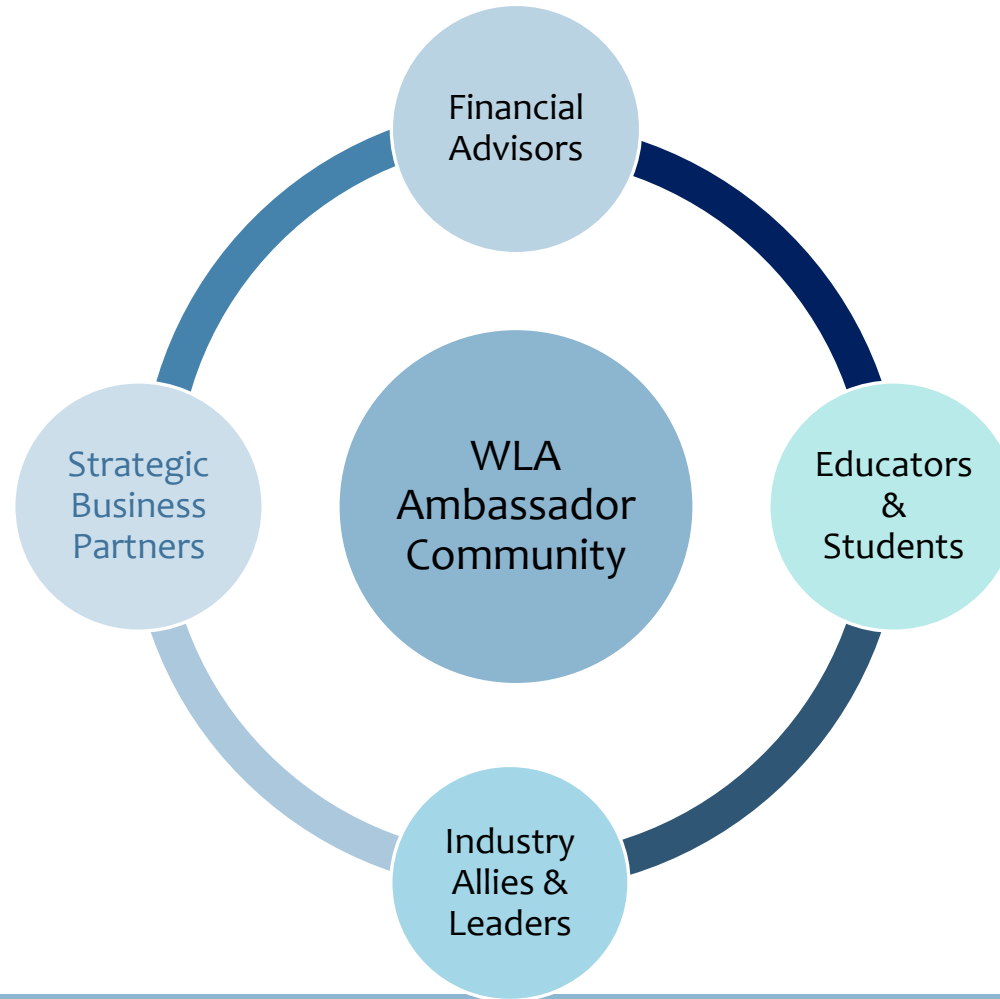 Financial
Advisors
Strategic
Business
Partners
WLA
Ambassador
Community
Educators
&
Students
Industry
Allies &
Leaders